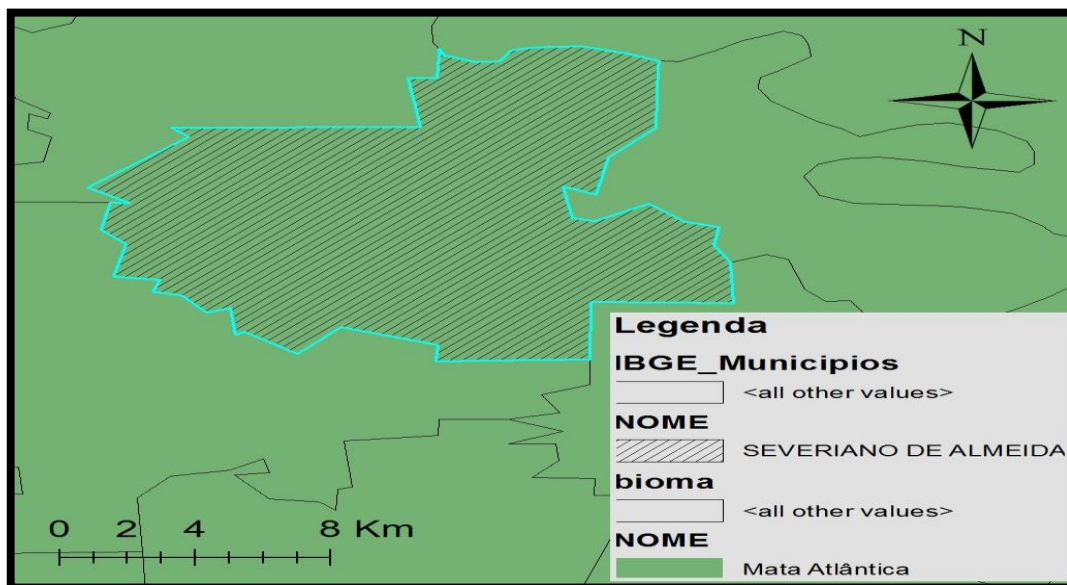 N
Legenda
IBGE_Municipios
<all other values>
NOME
SEVERIANO DE ALMEIDA
bioma
<all other values>
NOME
Mata Atlântica
0 2 4 8 Km